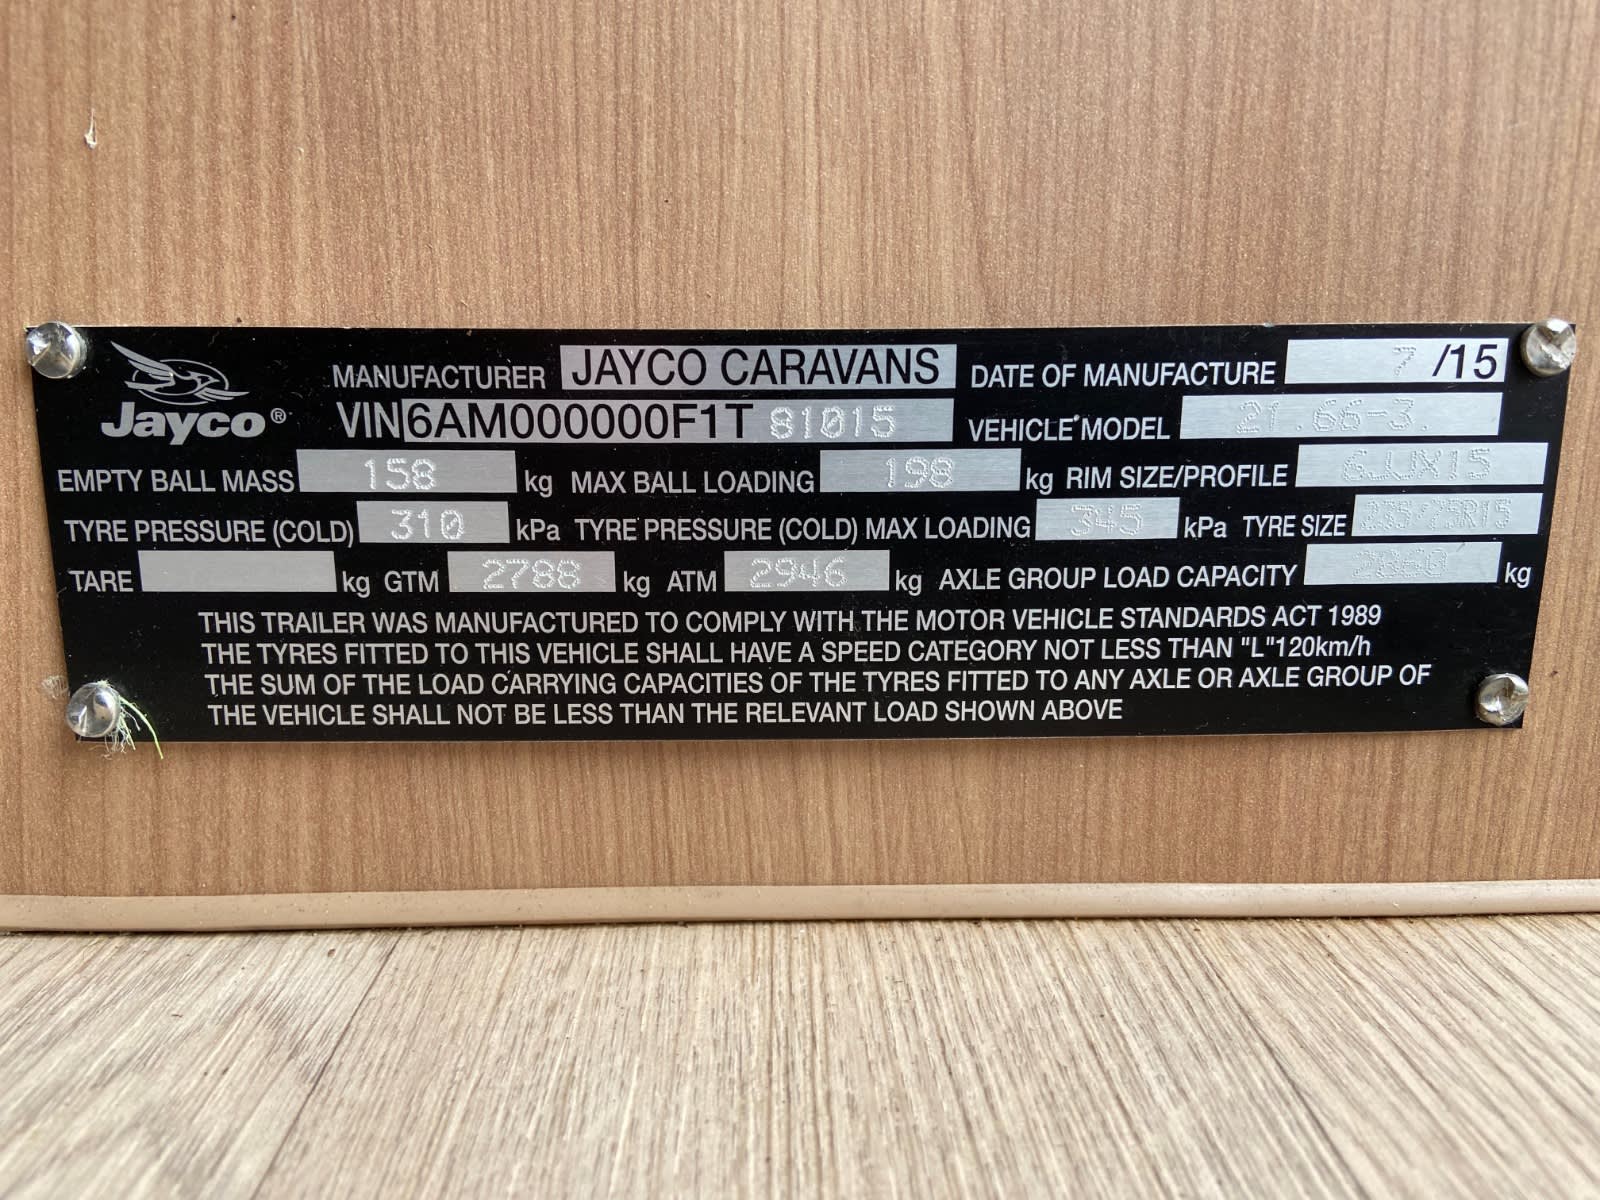 MANUFACTURER JAYCO CARAVANS DATE OF MANUFACTURE 7 /15
Jayco® VIN 6AM000000F1T 81015 VEHICLE MODEL 21.66-3.
EMPTY BALL MASS 158 kg MAX BALL LOADING 198 kg RIM SIZE/PROFILE 6JJX15
TYRE PRESSURE (COLD) 310 kPa TYRE PRESSURE (COLD) MAX LOADING 345 kPa TYRE SIZE
TARE kg GTM 2788 kg ATM 2946 kg AXLE GROUP LOAD CAPACITY kg
THIS TRAILER WAS MANUFACTURED TO COMPLY WITH THE MOTOR VEHICLE STANDARDS ACT 1989
THE TYRES FITTED TO THIS VEHICLE SHALL HAVE A SPEED CATEGORY NOT LESS THAN "L"120km/h
THE SUM OF THE LOAD CARRYING CAPACITIES OF THE TYRES FITTED TO ANY AXLE OR AXLE GROUP OF
THE VEHICLE SHALL NOT BE LESS THAN THE RELEVANT LOAD SHOWN ABOVE